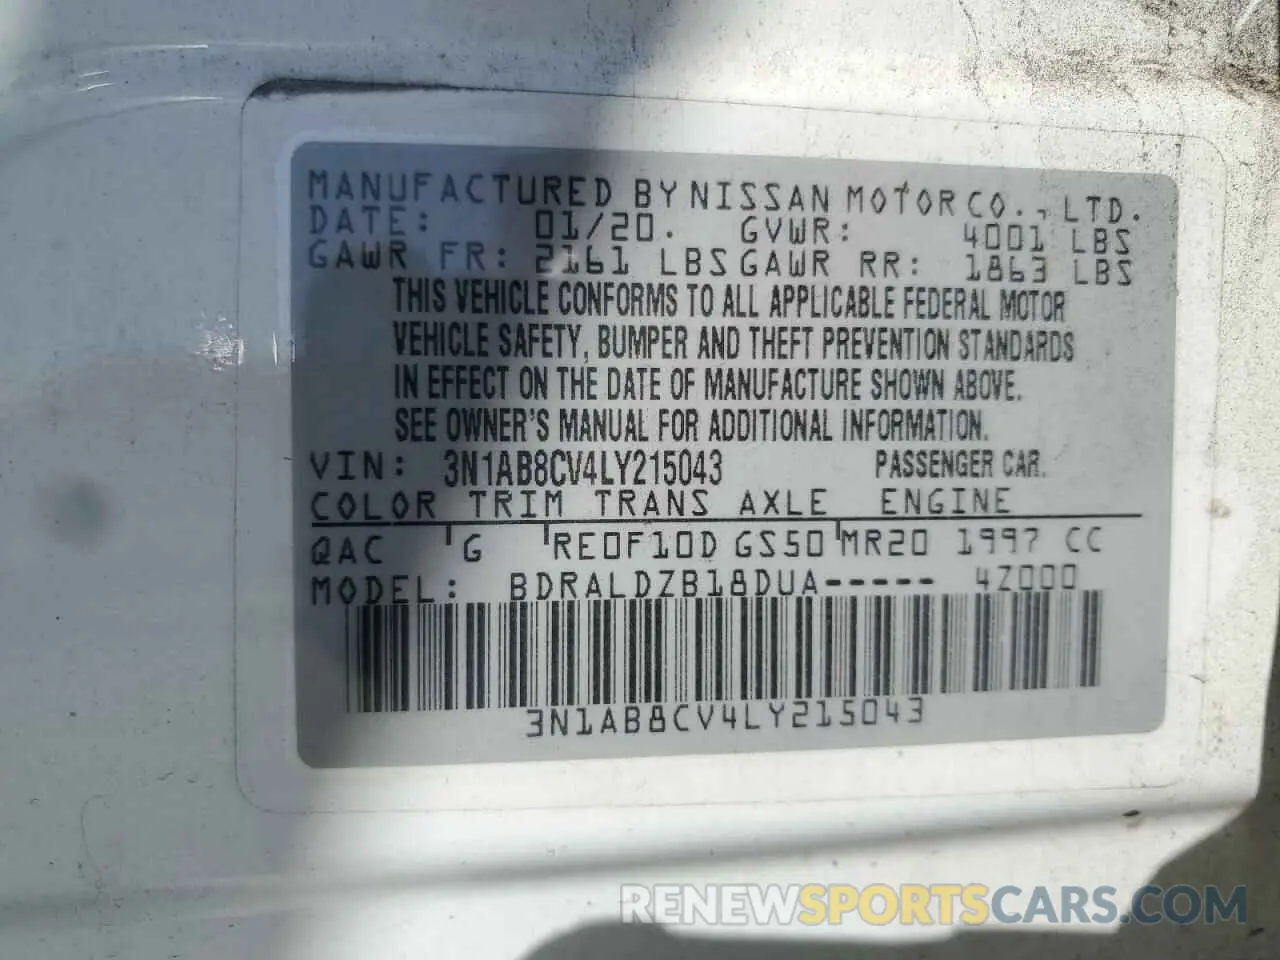 MANUFACTURED BY NISSAN MOTOR CO., LTD.
DATE: 01/20. GVWR: 4001 LBS
GAWR FR: 2161 LBS GAWR RR: 1863 LBS
THIS VEHICLE CONFORMS TO ALL APPLICABLE FEDERAL MOTOR
VEHICLE SAFETY, BUMPER AND THEFT PREVENTION STANDARDS
IN EFFECT ON THE DATE OF MANUFACTURE SHOWN ABOVE.
SEE OWNER'S MANUAL FOR ADDITIONAL INFORMATION.
VIN: 3N1AB8CV4LY215043 PASSENGER CAR.
COLOR TRIM TRANS AXLE ENGINE
QAC G RE0F10D GS50 MR20 1997 CC
MODEL: BDRALDZB18DUA----- 4Z000
3N1AB8CV4LY215043
RENEWSPORTSCARS.COM